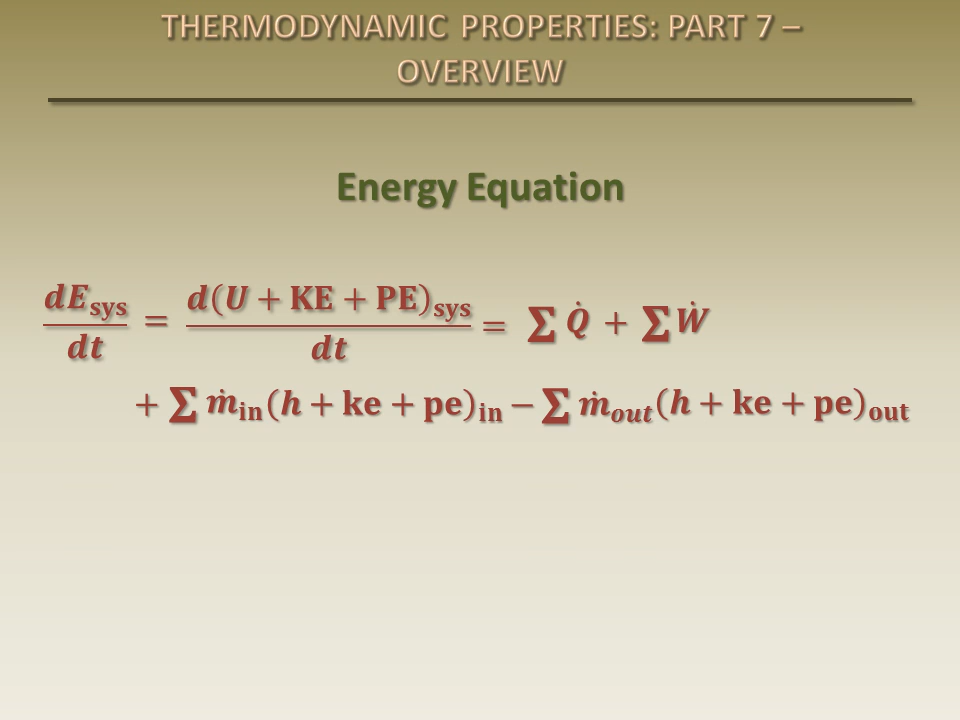 THERMODYNAMIC PROPERTIES: PART 7 –
OVERVIEW
Energy Equation
dE_sys/dt = d(U + KE + PE)_sys/dt = ∑ Q̇ + ∑ Ẇ
+ ∑ ṁ_in (h + ke + pe)_in − ∑ ṁ_out (h + ke + pe)_out